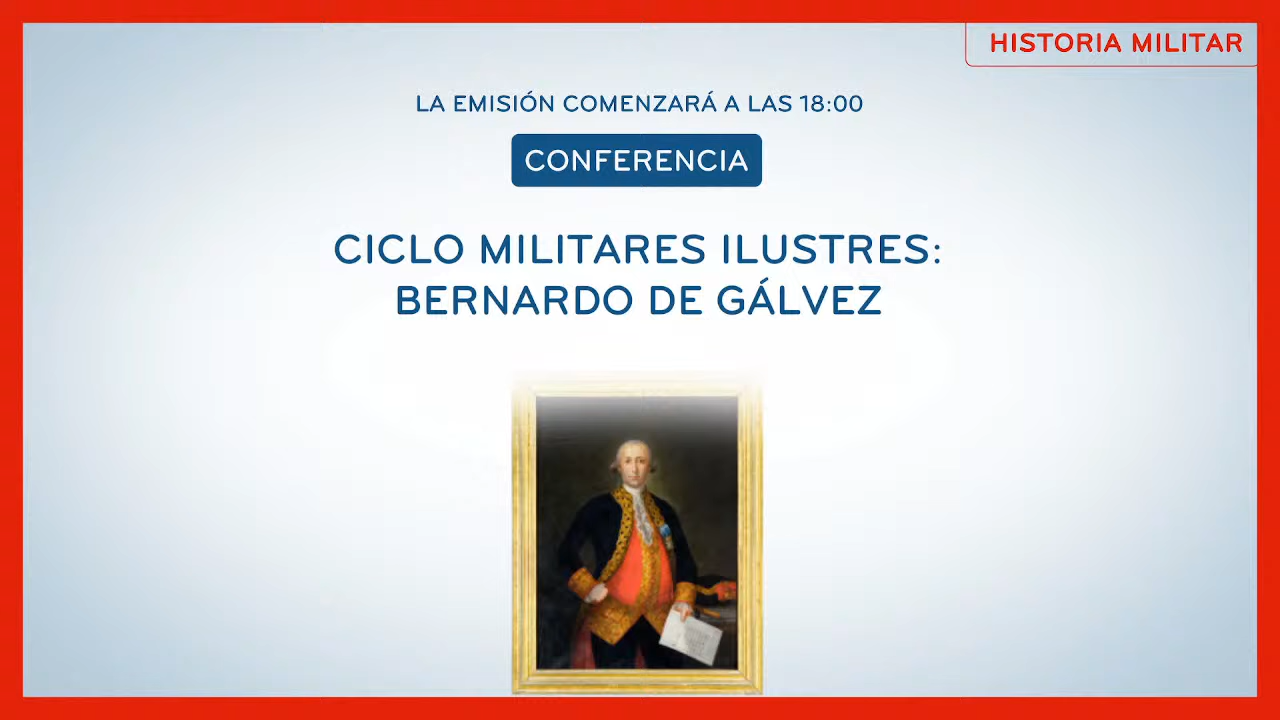 HISTORIA MILITAR
LA EMISIÓN COMENZARÁ A LAS 18:00
CONFERENCIA
CICLO MILITARES ILUSTRES:
BERNARDO DE GÁLVEZ